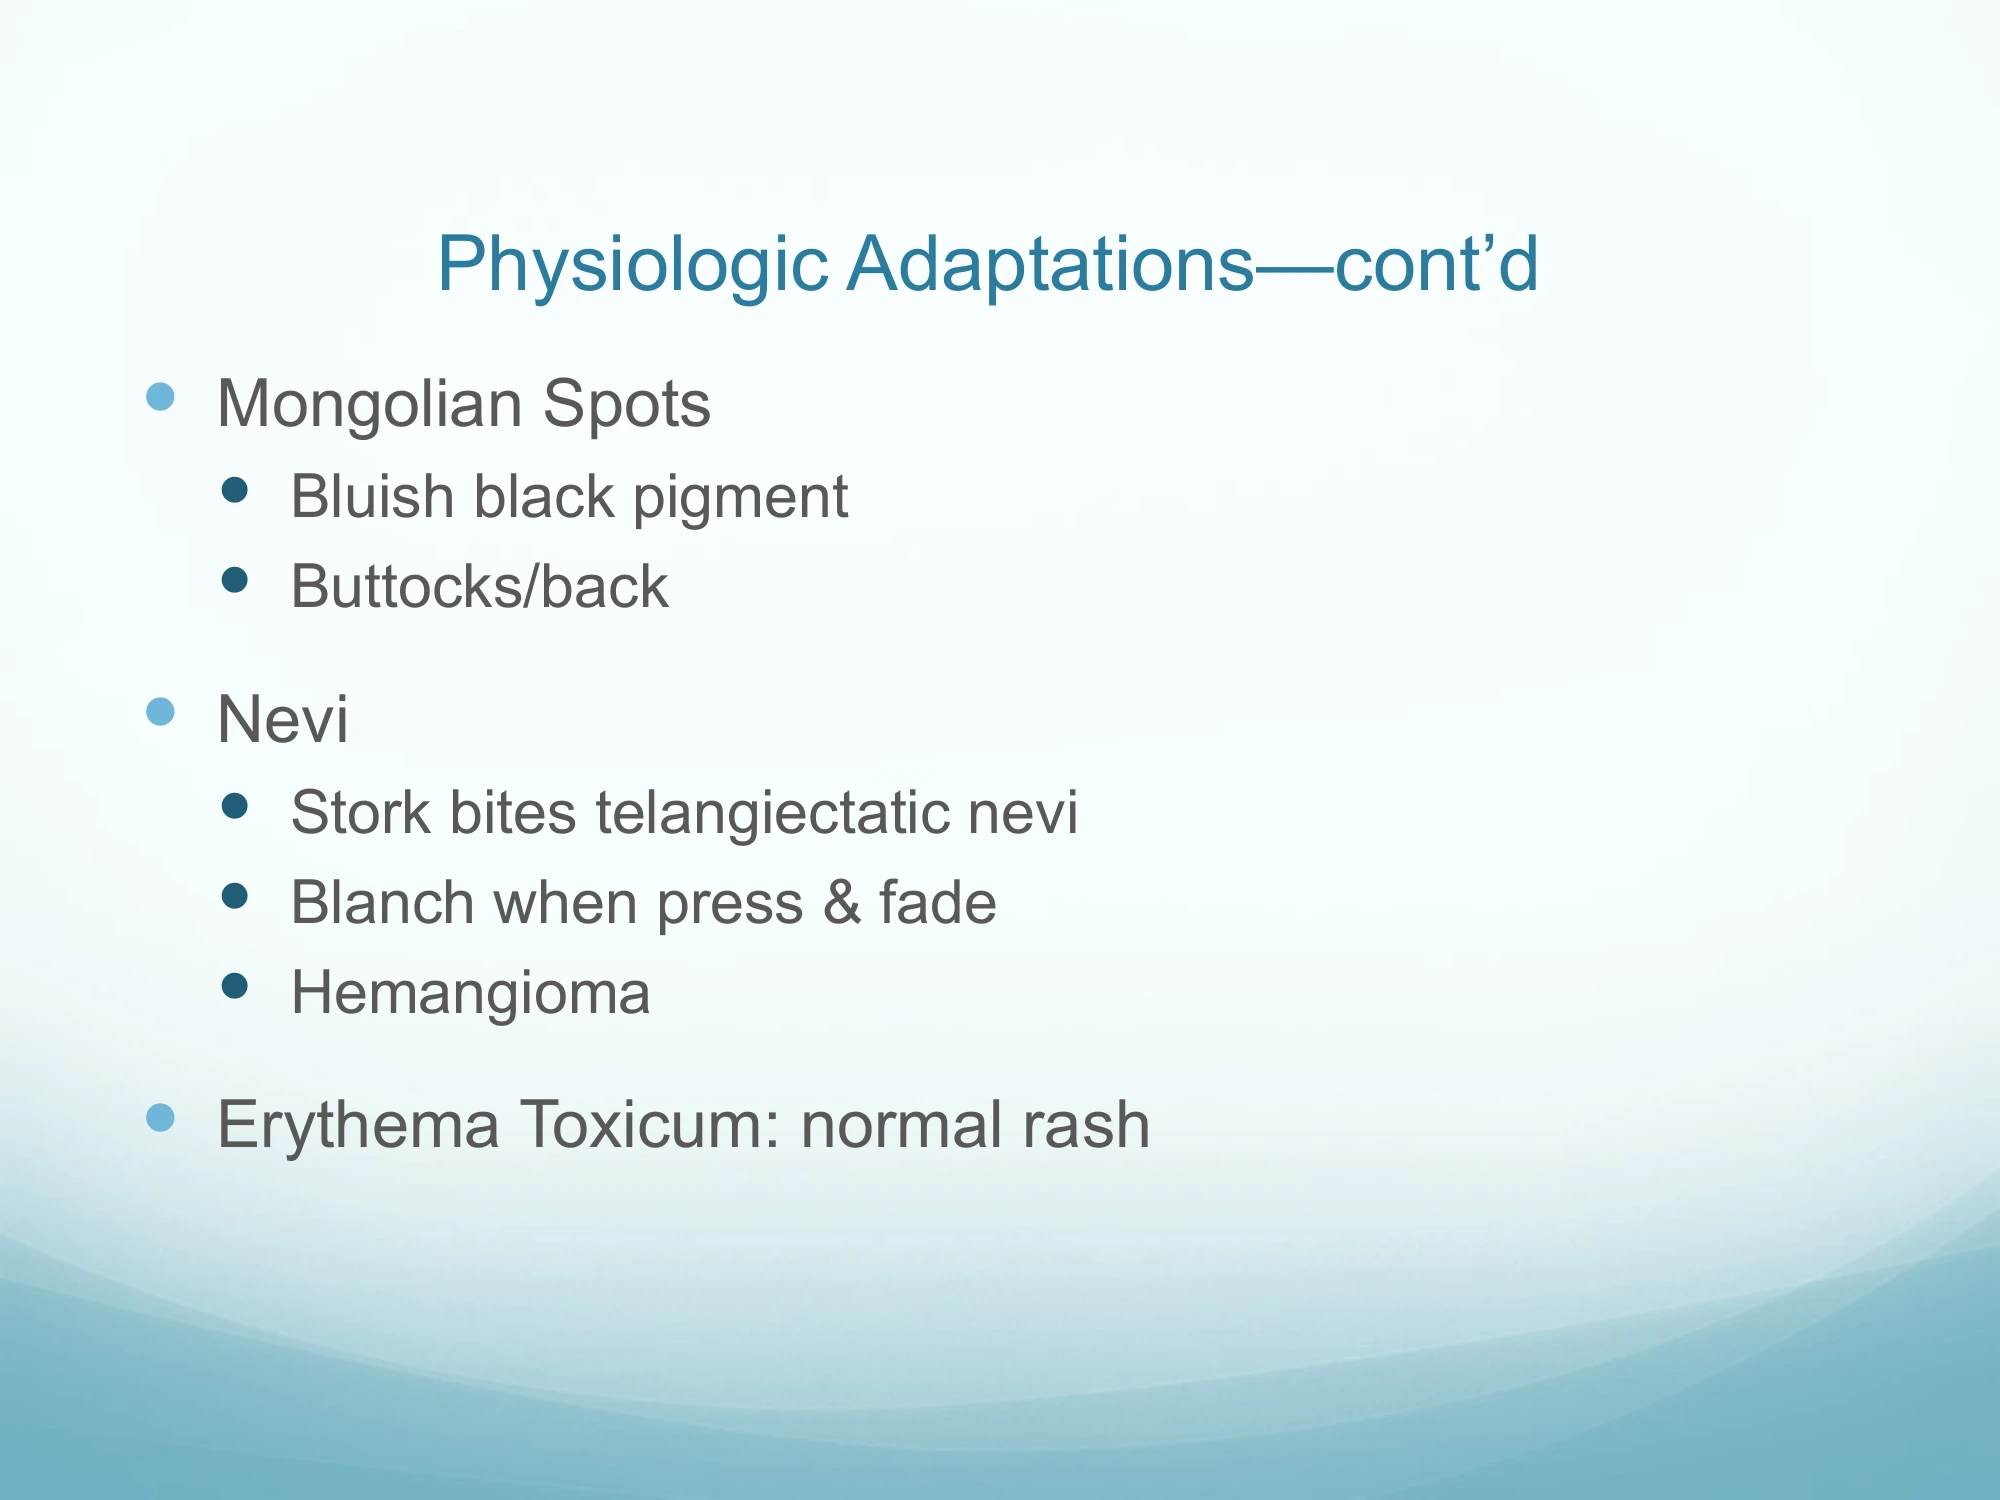 Physiologic Adaptations—cont’d
• Mongolian Spots
• Bluish black pigment
• Buttocks/back
• Nevi
• Stork bites telangiectatic nevi
• Blanch when press & fade
• Hemangioma
• Erythema Toxicum: normal rash